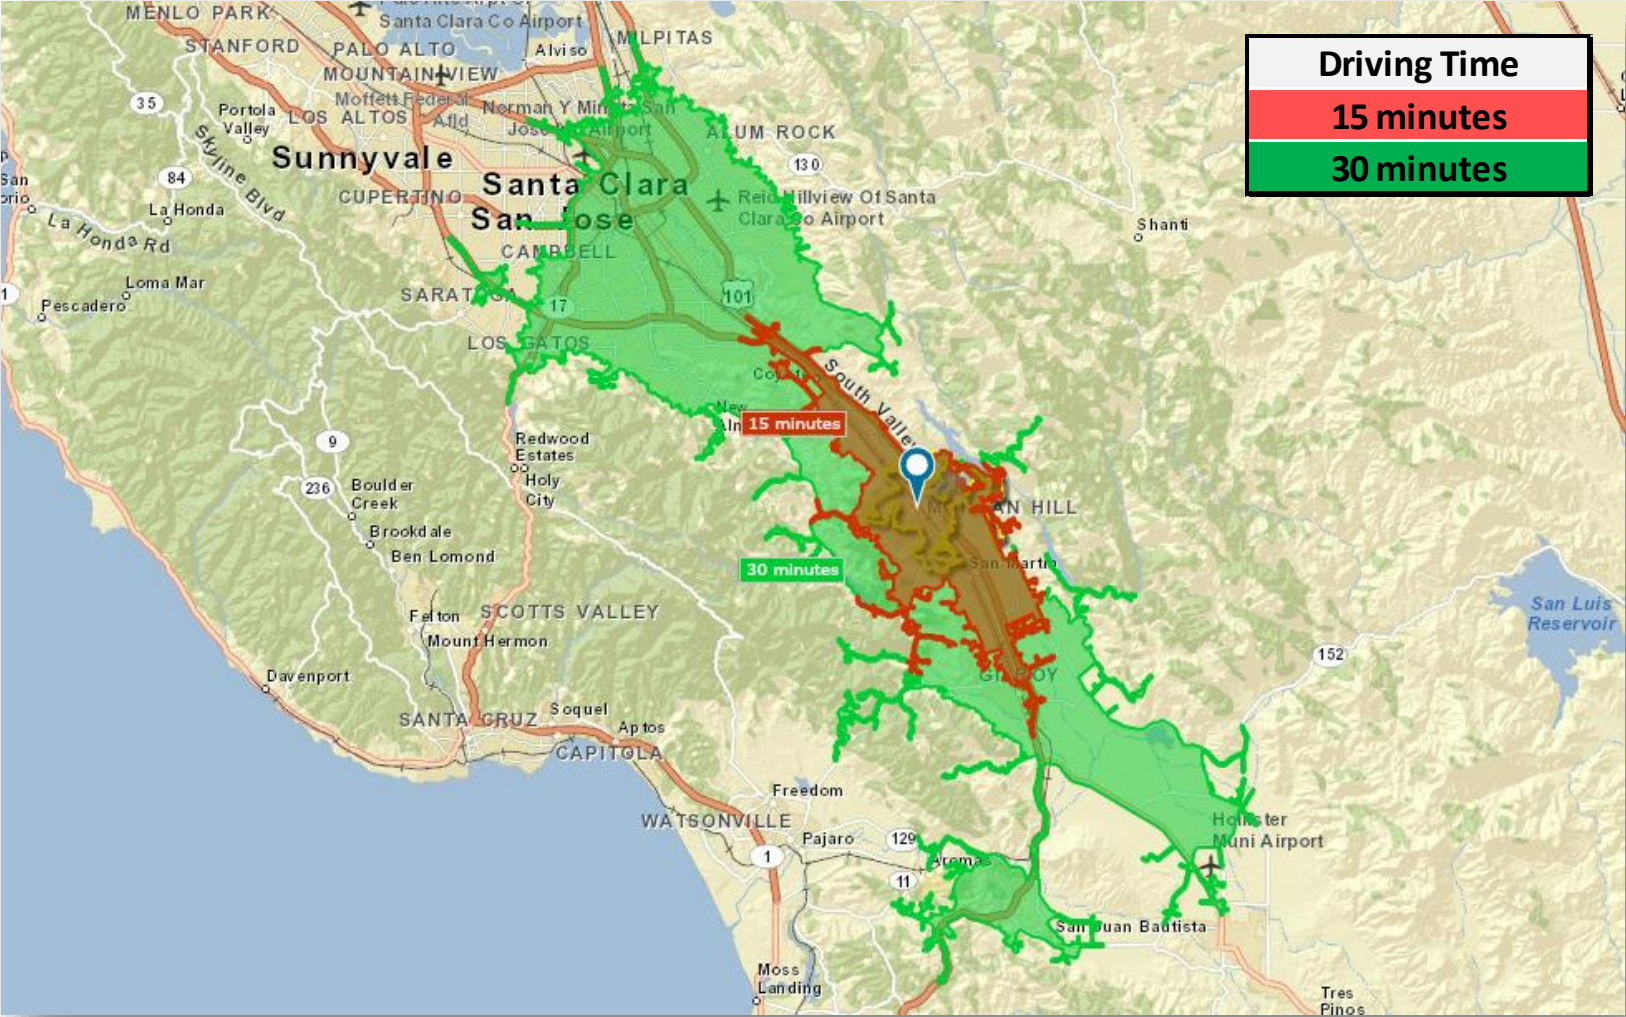 MENLO PARK
Santa Clara Co Airport
STANFORD
PALO ALTO
Alviso
MILPITAS
MOUNTAIN VIEW
Driving Time
15 minutes
30 minutes
35
Portola
Valley
LOS ALTOS
Moffett Federal
Afld
Norman Y Mineta San
Jose Airport
ALUM ROCK
130
Skyline Blvd
Sunnyvale
84
CUPERTINO
Santa Clara
San Jose
Reid Hillview Of Santa
Clara Co Airport
San
La Honda
La Honda Rd
CAMPBELL
Shanti
Loma Mar
1
Pescadero
SARATOGA
17
101
LOS GATOS
Coyote
South Valley
New
15 minutes
9
Redwood
Estates
Holy
City
236
Boulder
Creek
MORGAN HILL
Brookdale
Ben Lomond
30 minutes
San Martin
Felton
SCOTTS VALLEY
Mount Hermon
San Luis
Reservoir
152
Davenport
GILROY
SANTA CRUZ
Soquel
Aptos
CAPITOLA
Freedom
WATSONVILLE
Pajaro
129
Hollister
Muni Airport
1
Aromas
11
San Juan Bautista
Moss
Landing
Tres
Pinos